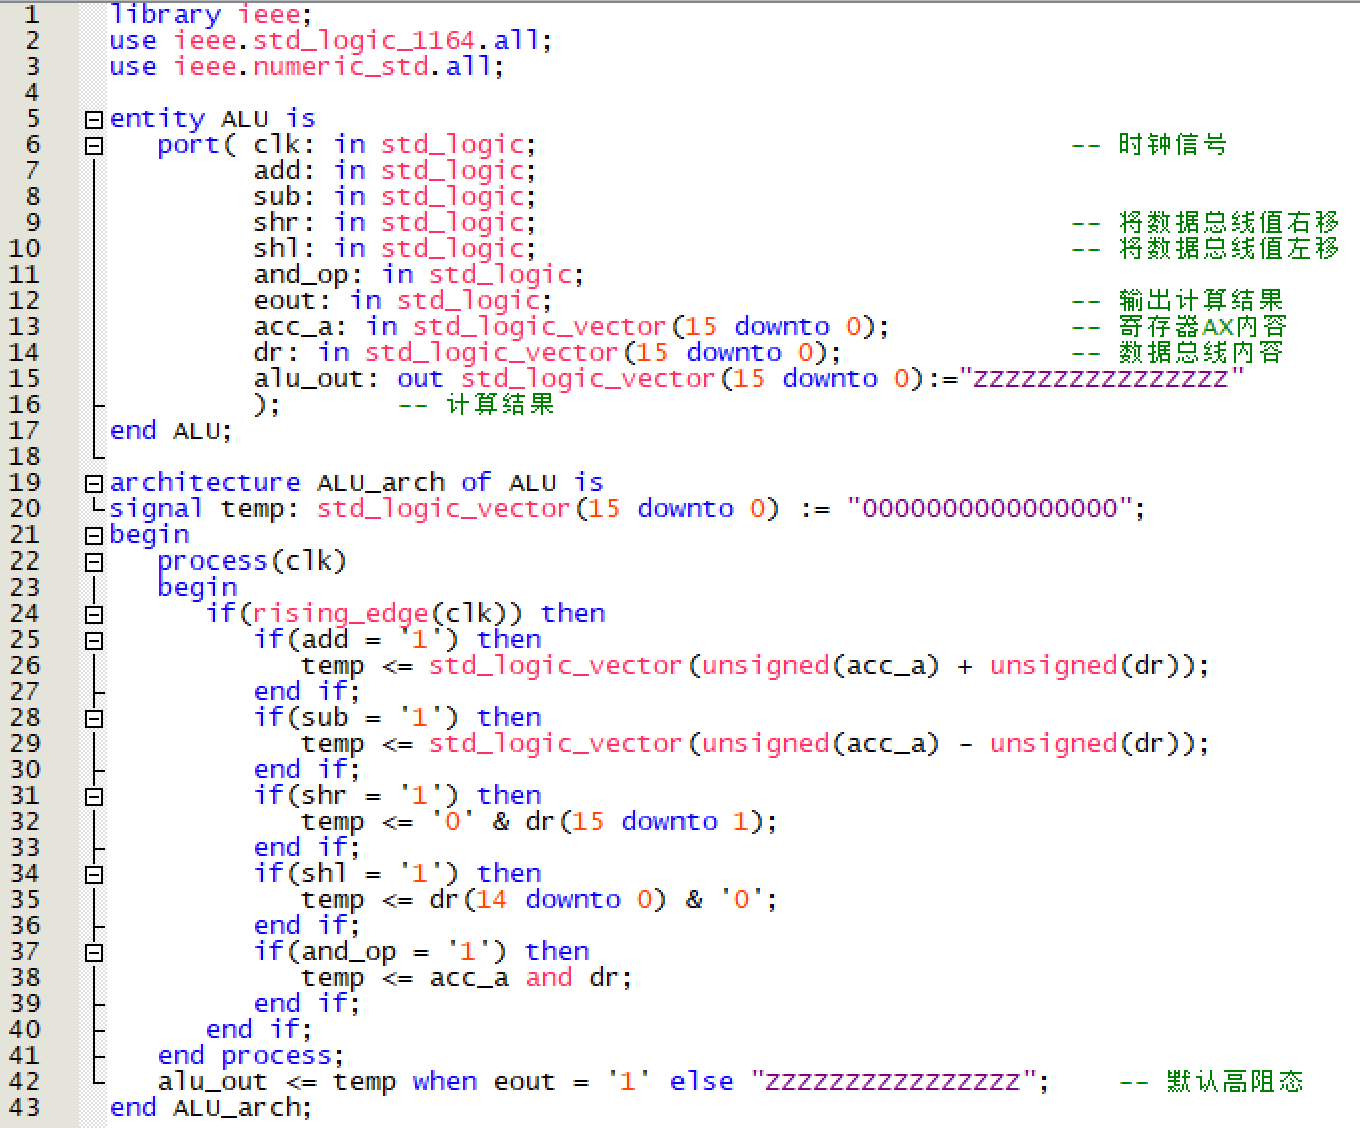 1 library ieee;
2 use ieee.std_logic_1164.all;
3 use ieee.numeric_std.all;
4
5 entity ALU is
6 port( clk: in std_logic; -- 时钟信号
7 add: in std_logic;
8 sub: in std_logic;
9 shr: in std_logic; -- 将数据总线值右移
10 shl: in std_logic; -- 将数据总线值左移
11 and_op: in std_logic;
12 eout: in std_logic; -- 输出计算结果
13 acc_a: in std_logic_vector(15 downto 0); -- 寄存器AX内容
14 dr: in std_logic_vector(15 downto 0); -- 数据总线内容
15 alu_out: out std_logic_vector(15 downto 0):="ZZZZZZZZZZZZZZZZ"
16 ); -- 计算结果
17 end ALU;
18
19 architecture ALU_arch of ALU is
20 signal temp: std_logic_vector(15 downto 0) := "0000000000000000";
21 begin
22 process(clk)
23 begin
24 if(rising_edge(clk)) then
25 if(add = '1') then
26 temp <= std_logic_vector(unsigned(acc_a) + unsigned(dr));
27 end if;
28 if(sub = '1') then
29 temp <= std_logic_vector(unsigned(acc_a) - unsigned(dr));
30 end if;
31 if(shr = '1') then
32 temp <= '0' & dr(15 downto 1);
33 end if;
34 if(shl = '1') then
35 temp <= dr(14 downto 0) & '0';
36 end if;
37 if(and_op = '1') then
38 temp <= acc_a and dr;
39 end if;
40 end if;
41 end process;
42 alu_out <= temp when eout = '1' else "ZZZZZZZZZZZZZZZZ"; -- 默认高阻态
43 end ALU_arch;